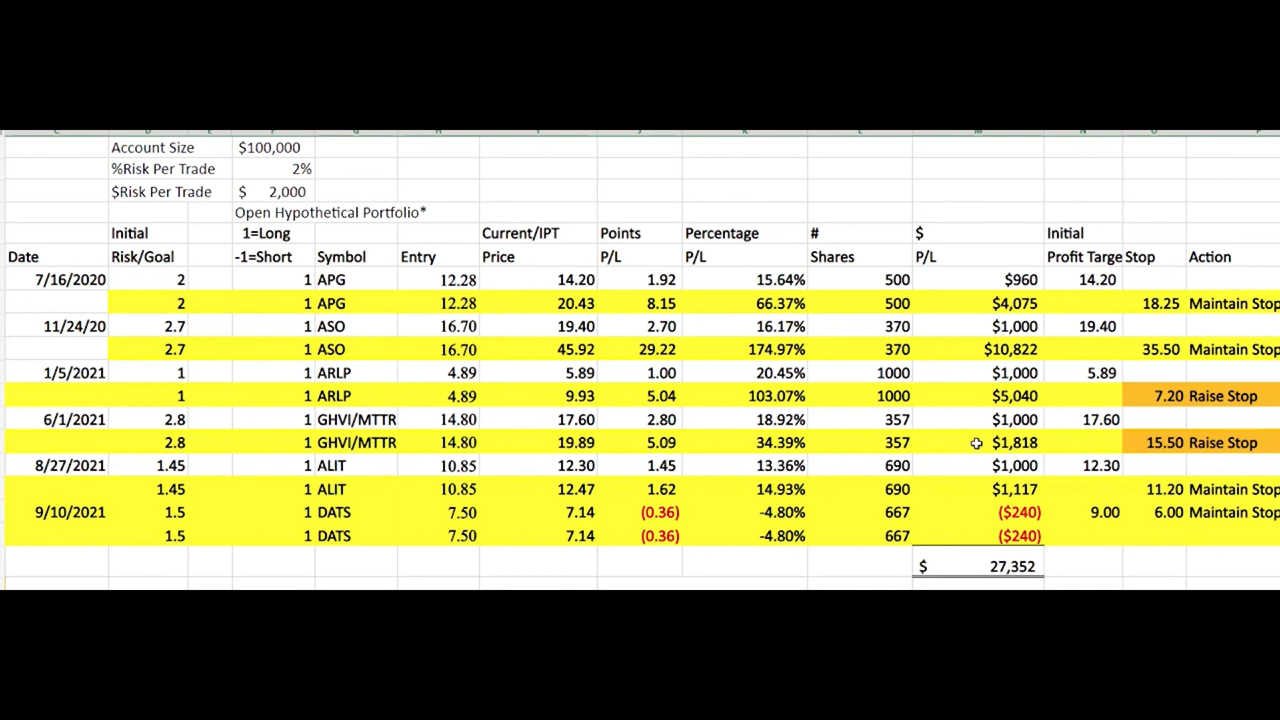 Account Size $100,000
%Risk Per Trade 2%
$Risk Per Trade $ 2,000
Open Hypothetical Portfolio*
Initial 1=Long Current/IPT Points Percentage # $ Initial
Date Risk/Goal -1=Short Symbol Entry Price P/L P/L Shares P/L Profit Targe Stop Action
7/16/2020 2 1 APG 12.28 14.20 1.92 15.64% 500 $960 14.20
2 1 APG 12.28 20.43 8.15 66.37% 500 $4,075 18.25 Maintain Stop
11/24/20 2.7 1 ASO 16.70 19.40 2.70 16.17% 370 $1,000 19.40
2.7 1 ASO 16.70 45.92 29.22 174.97% 370 $10,822 35.50 Maintain Stop
1/5/2021 1 1 ARLP 4.89 5.89 1.00 20.45% 1000 $1,000 5.89
1 1 ARLP 4.89 9.93 5.04 103.07% 1000 $5,040 7.20 Raise Stop
6/1/2021 2.8 1 GHVI/MTTR 14.80 17.60 2.80 18.92% 357 $1,000 17.60
2.8 1 GHVI/MTTR 14.80 19.89 5.09 34.39% 357 $1,818 15.50 Raise Stop
8/27/2021 1.45 1 ALIT 10.85 12.30 1.45 13.36% 690 $1,000 12.30
1.45 1 ALIT 10.85 12.47 1.62 14.93% 690 $1,117 11.20 Maintain Stop
9/10/2021 1.5 1 DATS 7.50 7.14 (0.36) -4.80% 667 ($240) 9.00 6.00 Maintain Stop
1.5 1 DATS 7.50 7.14 (0.36) -4.80% 667 ($240)
$ 27,352